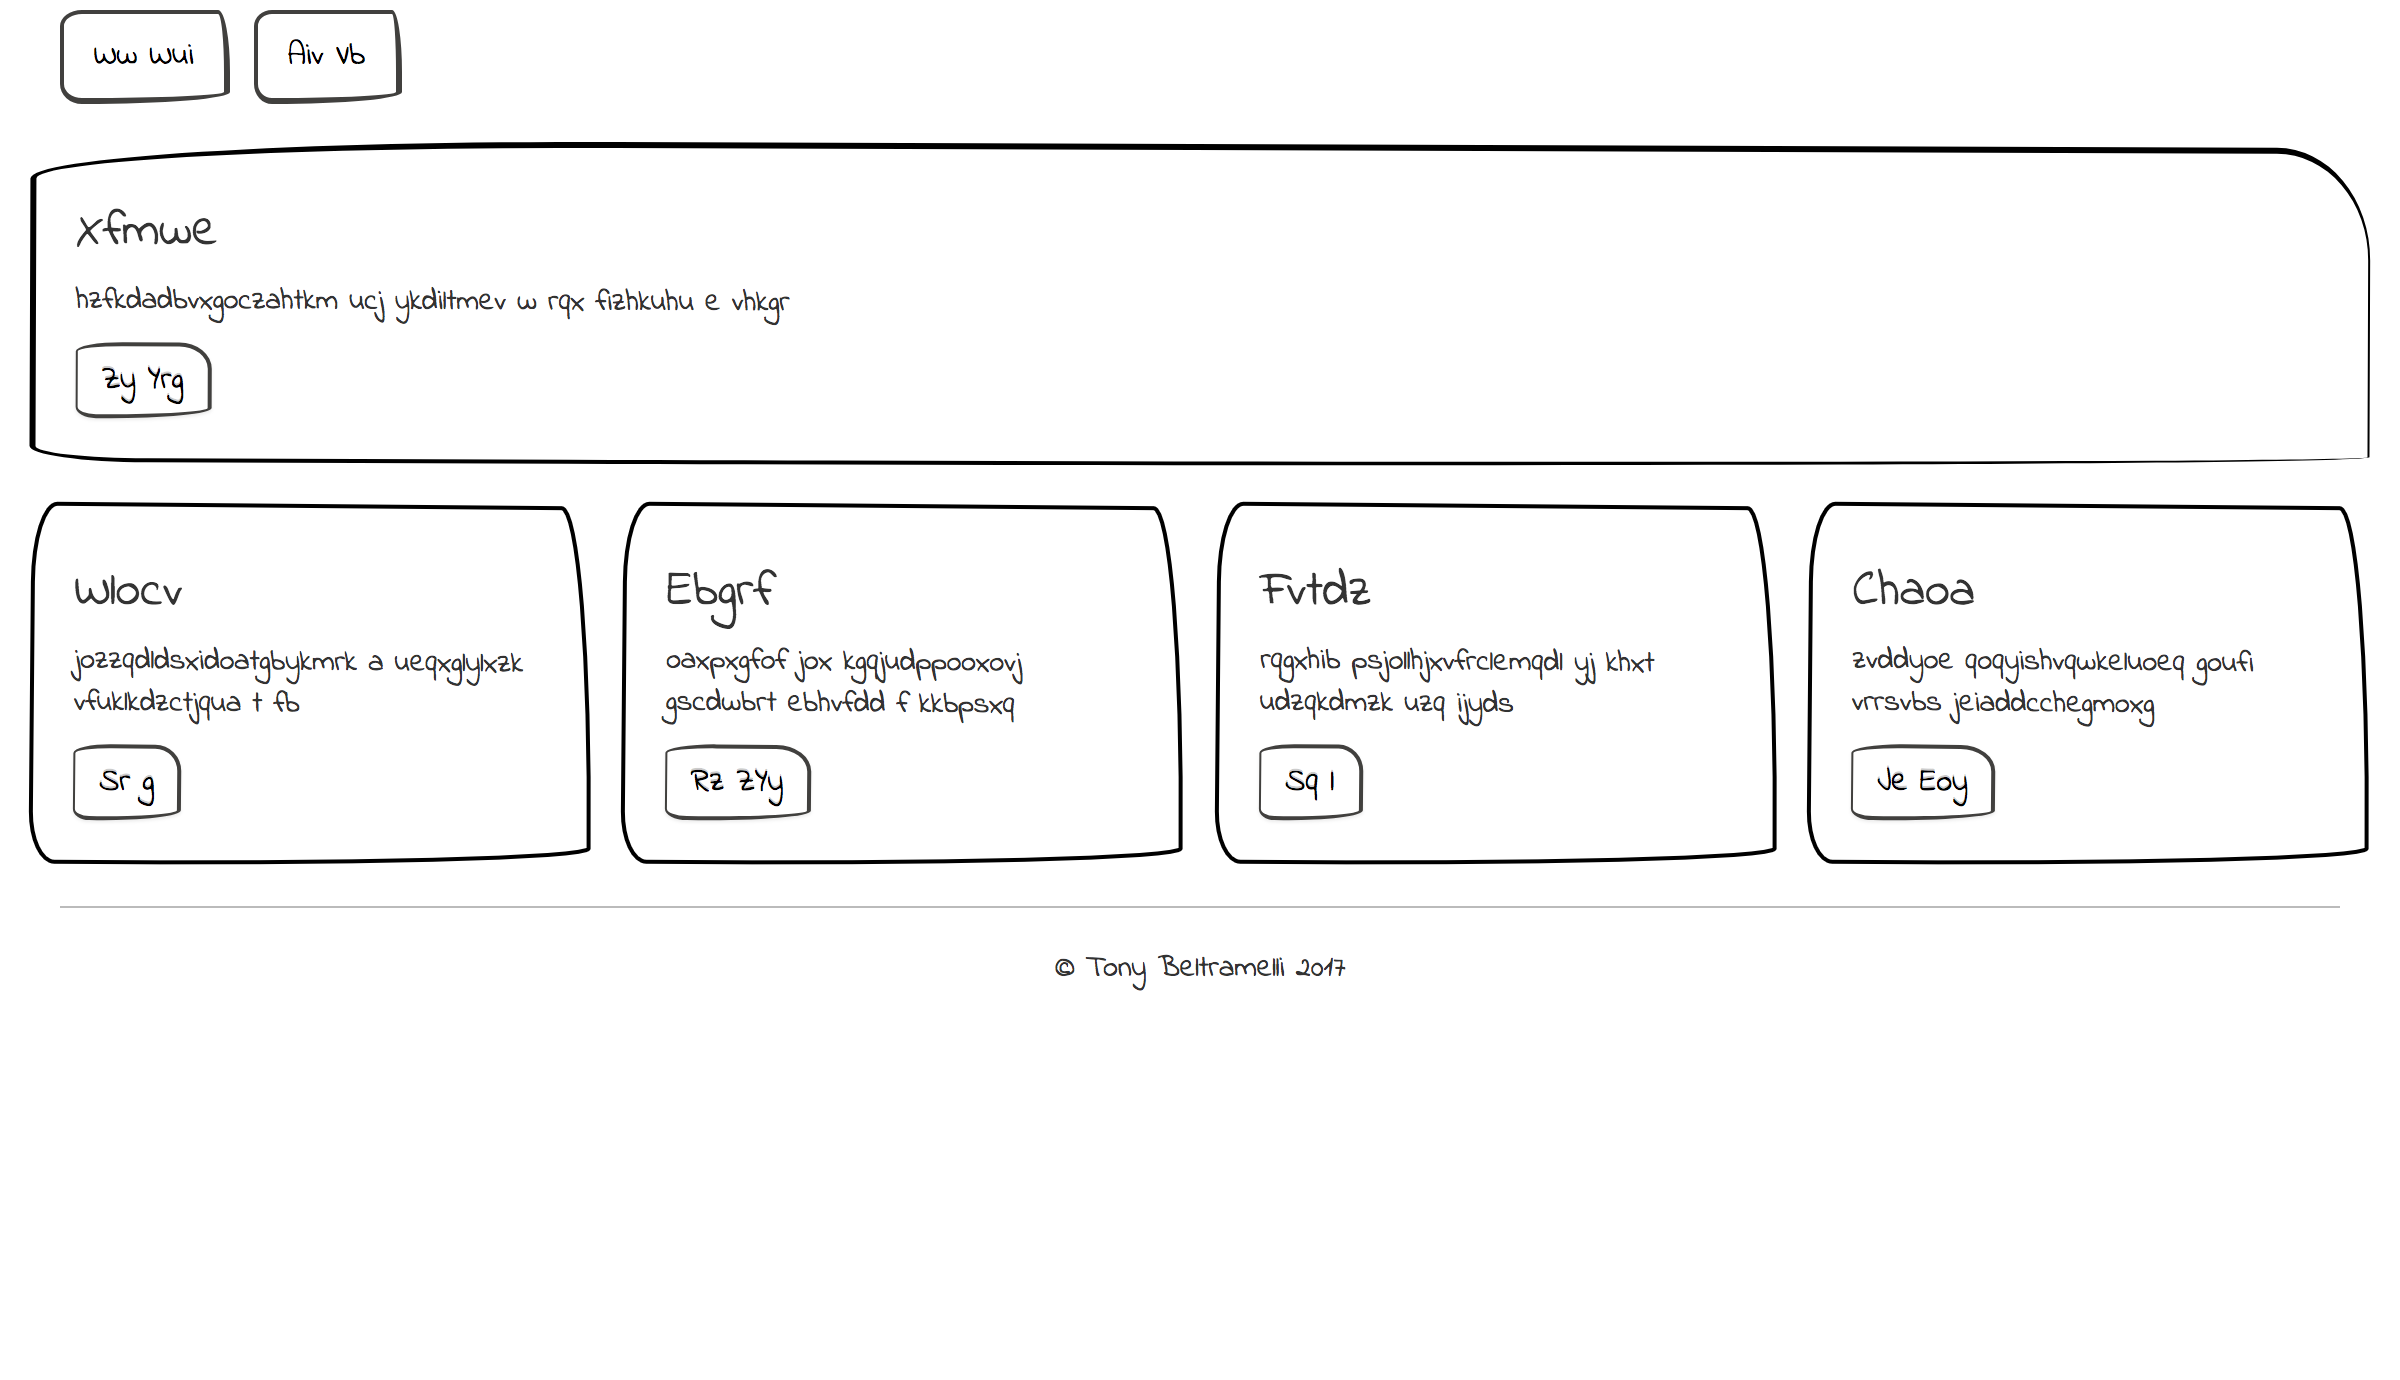 Ww Wui
Aiv Vb
Xfmwe
hzfkdadbvxgoczahtkm ucj ykdiltmev w rqx fizhkuhu e vhkgr
Zy Yrg
Wlocv
jozzqdldsxidoatgbykmrk a ueqxglylxzk
vfuklkdzctjqua t fb
Sr g
Ebgrf
oaxpxgfof jox kgqjudppooxovj
gscdwbrt ebhvfdd f kkbpsxq
Rz ZYy
Fvtdz
rqgxhib psjollhjxvfrclemqdl yj khxt
udzqkdmzk uzq ijyds
Sq l
Chaoa
zvddyoe qoqyishvqwkeluoeq goufi
vrrsvbs jeiaddcchegmoxg
Je Eoy
© Tony Beltramelli 2017